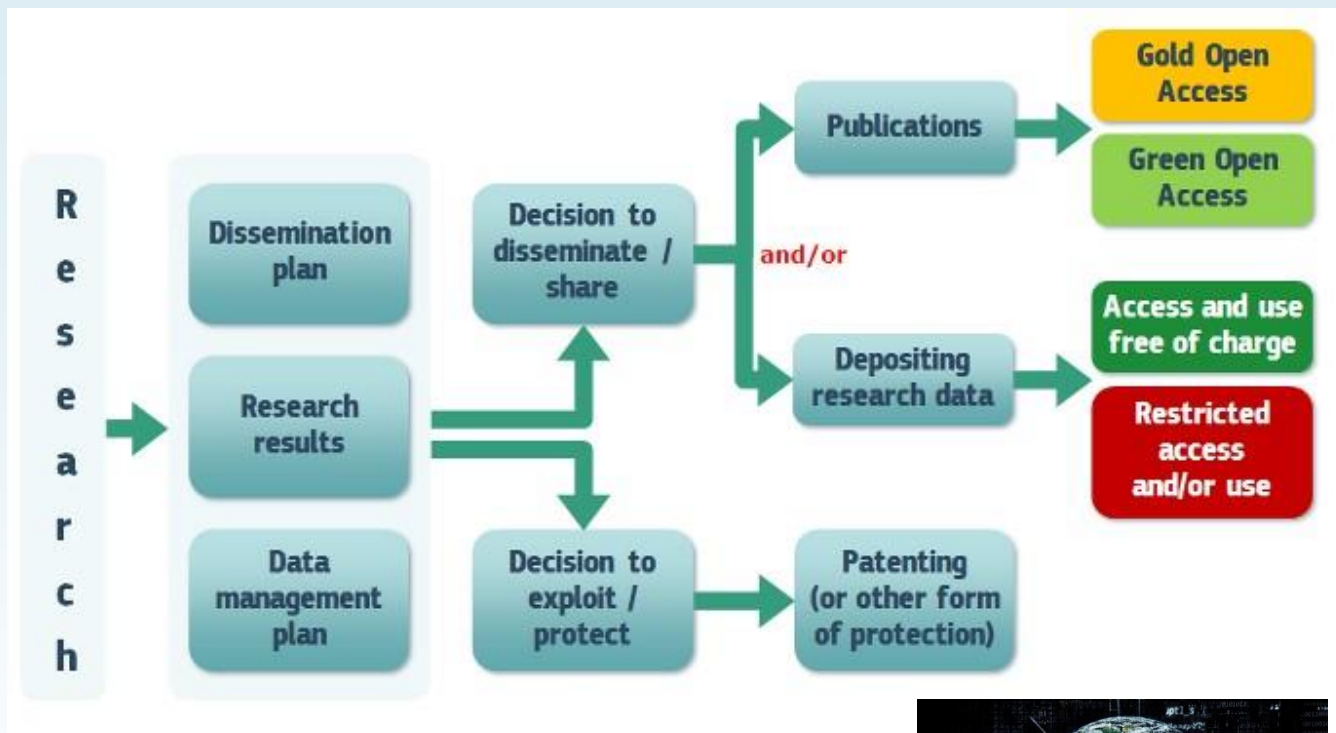 Research
Dissemination
plan
Research
results
Data
management
plan
Decision to
disseminate /
share
Decision to
exploit /
protect
and/or
Publications
Depositing
research data
Patenting
(or other form
of protection)
Gold Open
Access
Green Open
Access
Access and use
free of charge
Restricted
access
and/or use